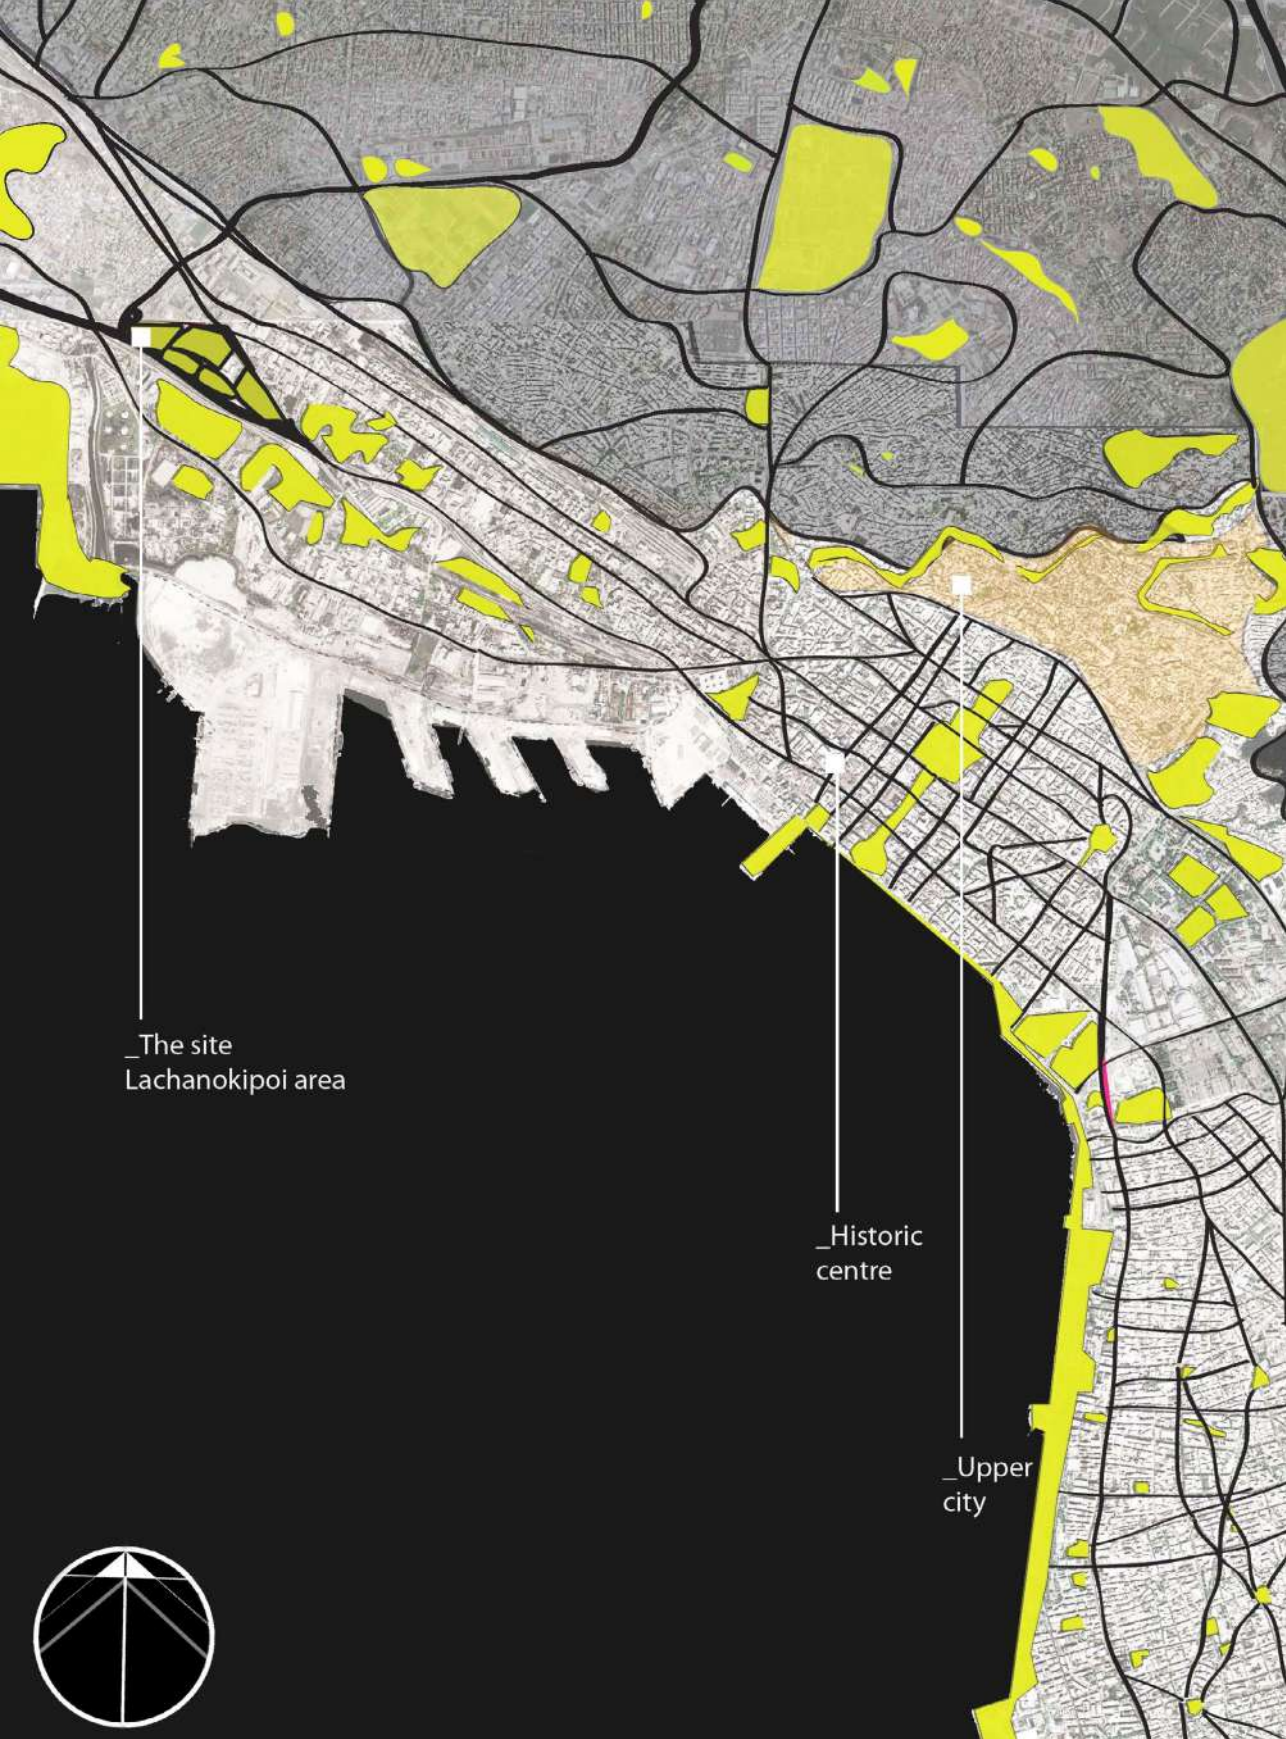 _The site
Lachanokipoi area
_Historic
centre
_Upper
city